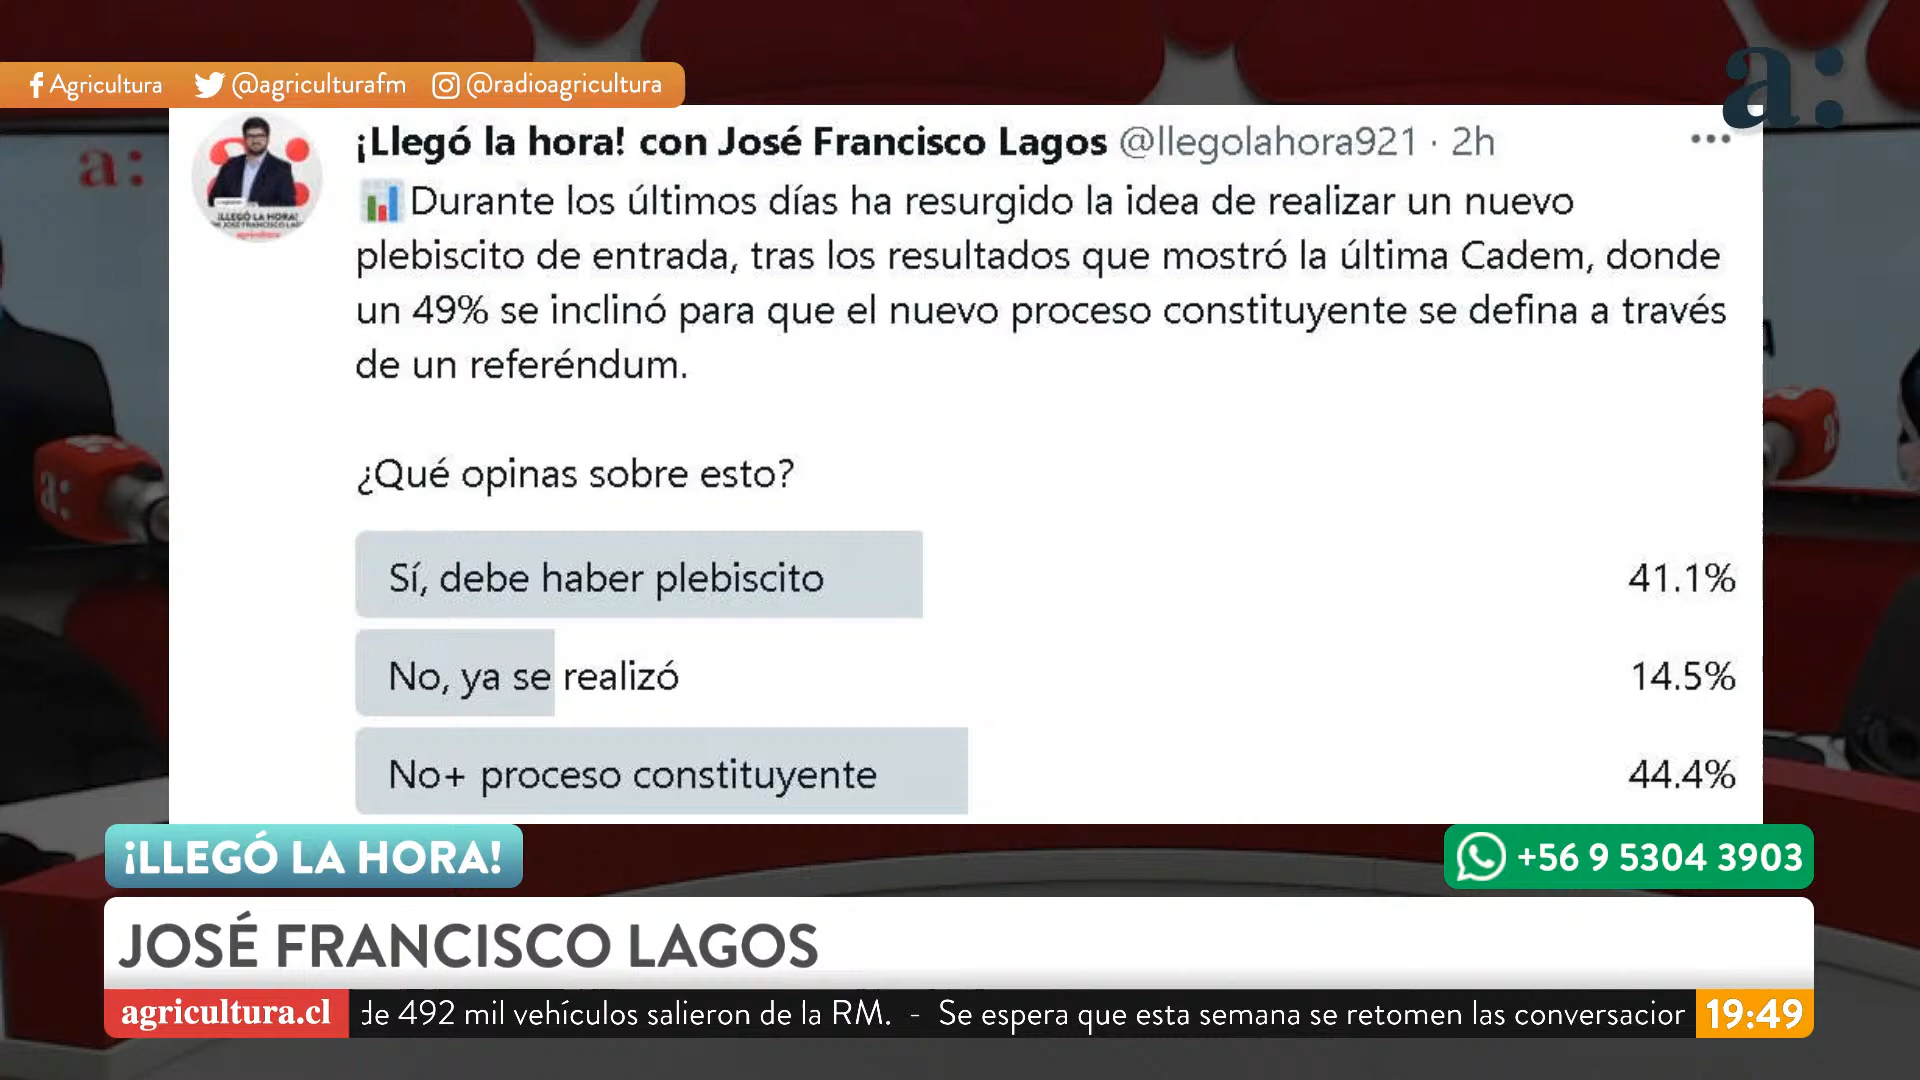 Agricultura @agriculturafm @radioagricultura
a:
a:
¡Llegó la hora! con José Francisco Lagos @llegolahora921 · 2h
Durante los últimos días ha resurgido la idea de realizar un nuevo
plebiscito de entrada, tras los resultados que mostró la última Cadem, donde
un 49% se inclinó para que el nuevo proceso constituyente se defina a través
de un referéndum.
¿Qué opinas sobre esto?
Sí, debe haber plebiscito 41.1%
No, ya se realizó 14.5%
No+ proceso constituyente 44.4%
a:
a:
¡LLEGÓ LA HORA!
+56 9 5304 3903
JOSÉ FRANCISCO LAGOS
agricultura.cl de 492 mil vehículos salieron de la RM. - Se espera que esta semana se retomen las conversacior 19:49